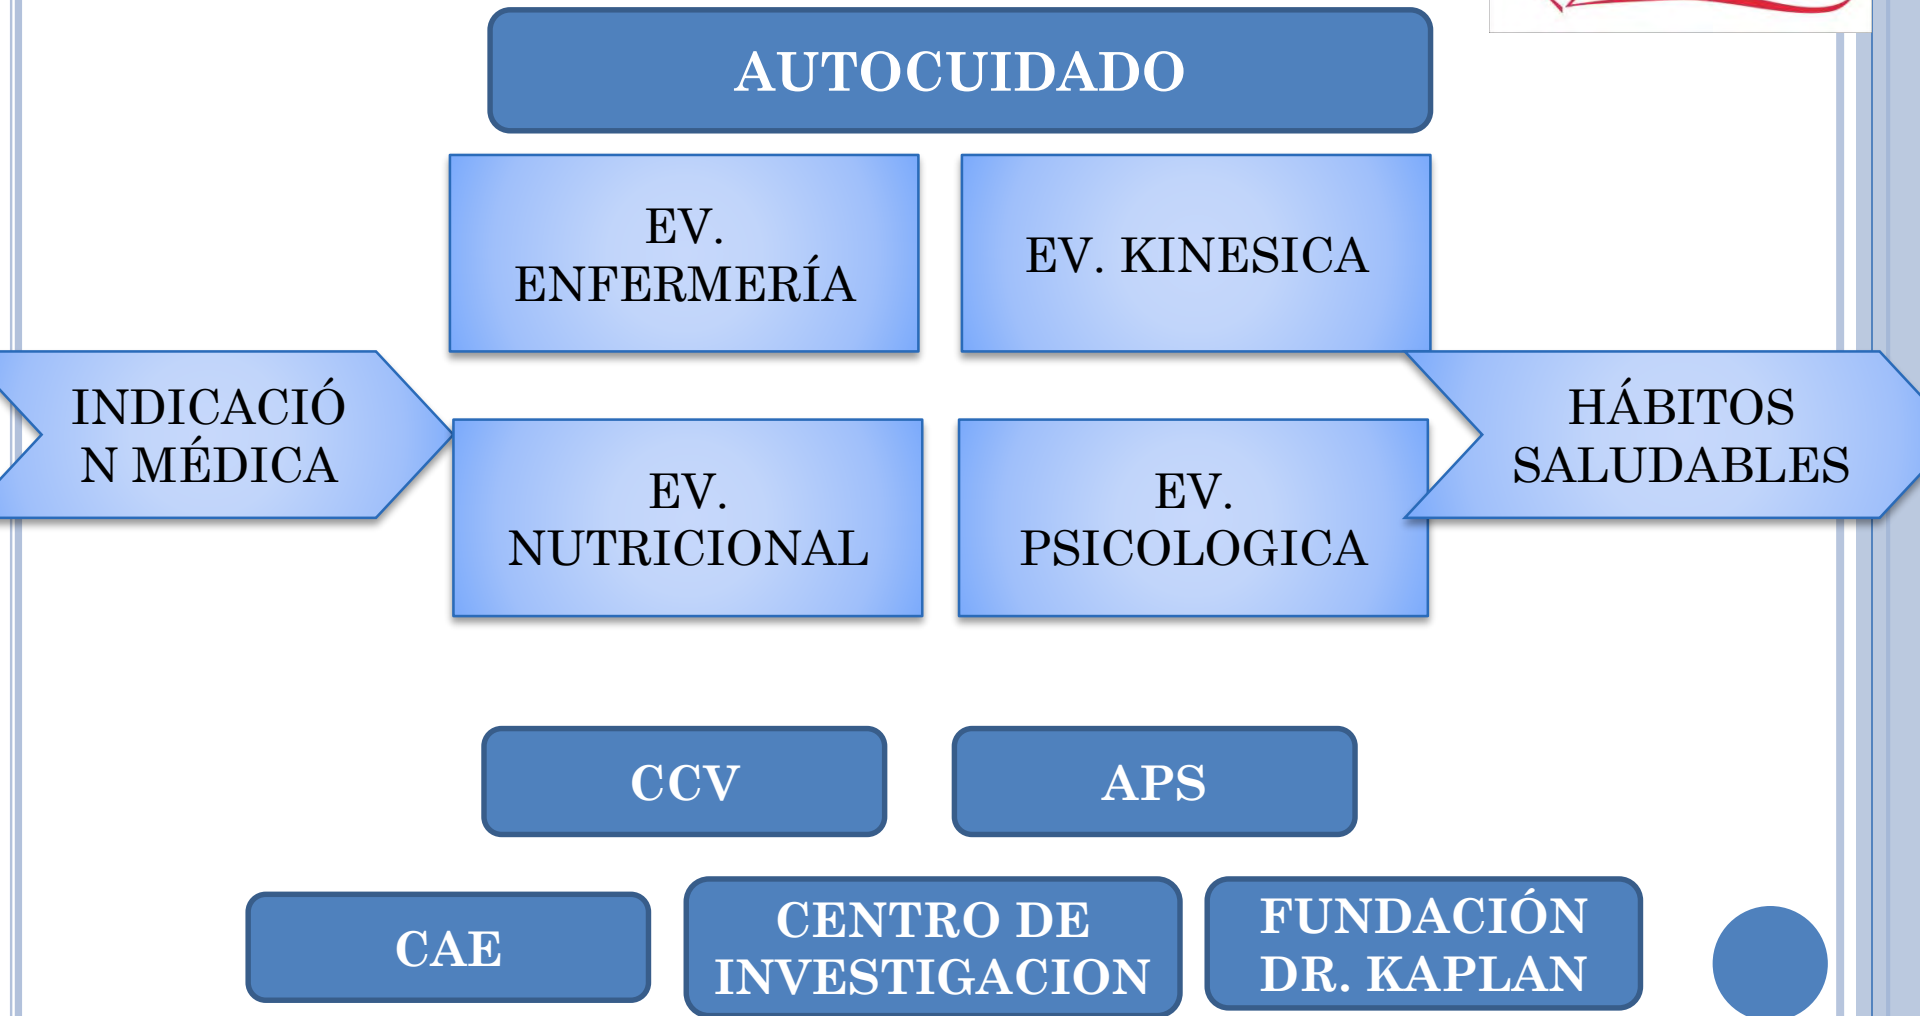 AUTOCUIDADO
EV.
ENFERMERÍA
EV. KINESICA
INDICACIÓ
N MÉDICA
HÁBITOS
SALUDABLES
EV.
NUTRICIONAL
EV.
PSICOLOGICA
CCV
APS
CAE
CENTRO DE
INVESTIGACION
FUNDACIÓN
DR. KAPLAN